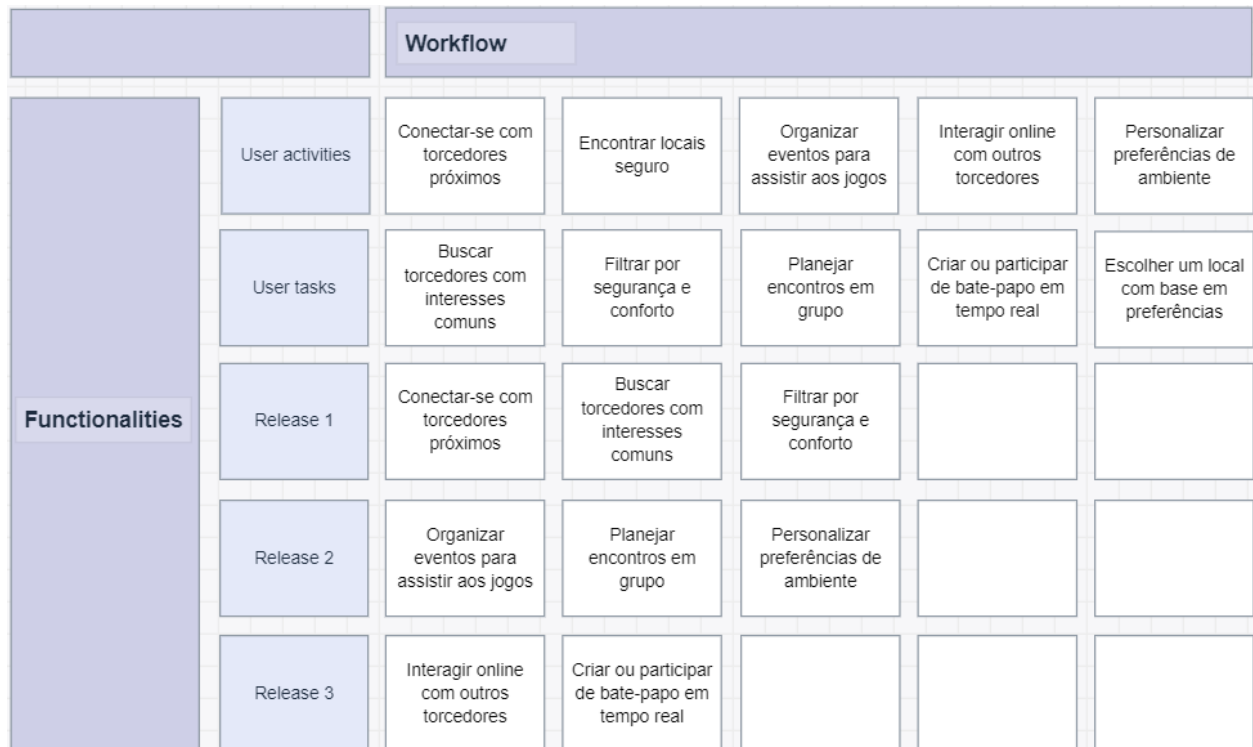 Workflow
User activities
Conectar-se com
torcedores
próximos
Encontrar locais
seguro
Organizar
eventos para
assistir aos jogos
Interagir online
com outros
torcedores
Personalizar
preferências de
ambiente
User tasks
Buscar
torcedores com
interesses
comuns
Filtrar por
segurança e
conforto
Planejar
encontros em
grupo
Criar ou participar
de bate-papo em
tempo real
Escolher um local
com base em
preferências
Functionalities
Release 1
Conectar-se com
torcedores
próximos
Buscar
torcedores com
interesses
comuns
Filtrar por
segurança e
conforto
Release 2
Organizar
eventos para
assistir aos jogos
Planejar
encontros em
grupo
Personalizar
preferências de
ambiente
Release 3
Interagir online
com outros
torcedores
Criar ou participar
de bate-papo em
tempo real